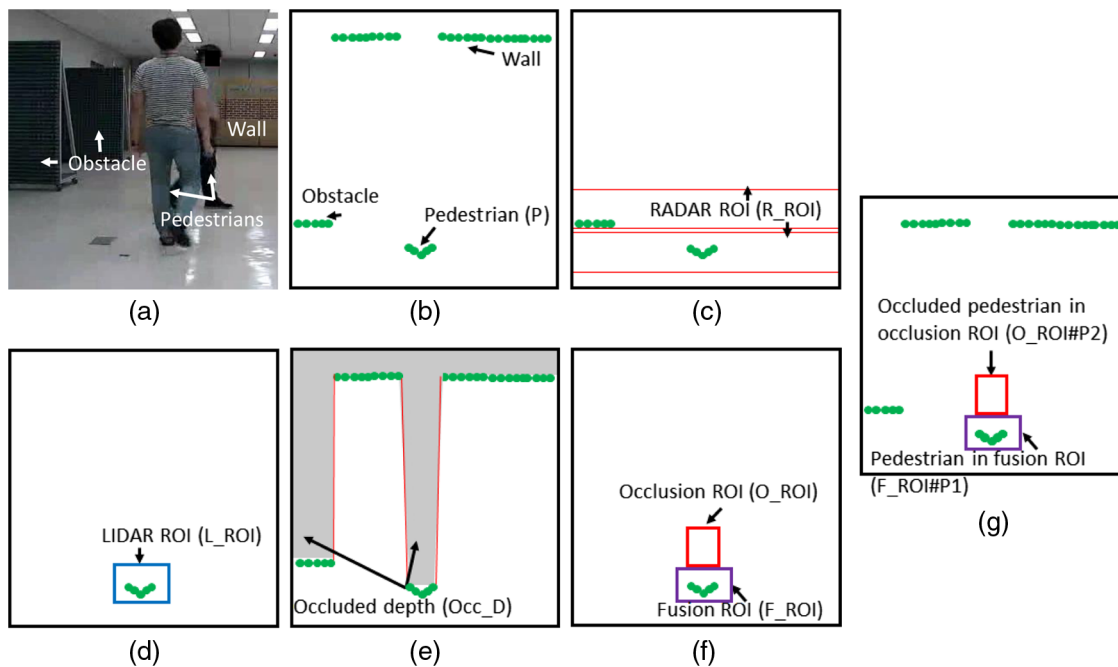 Wall
Obstacle
Pedestrians
(a)
Wall
Obstacle
Pedestrian (P)
(b)
RADAR ROI (R_ROI)
(c)
LIDAR ROI (L_ROI)
(d)
Occluded depth (Occ_D)
(e)
Occlusion ROI (O_ROI)
Fusion ROI (F_ROI)
(f)
Occluded pedestrian in
occlusion ROI (O_ROI#P2)
Pedestrian in fusion ROI
(F_ROI#P1)
(g)